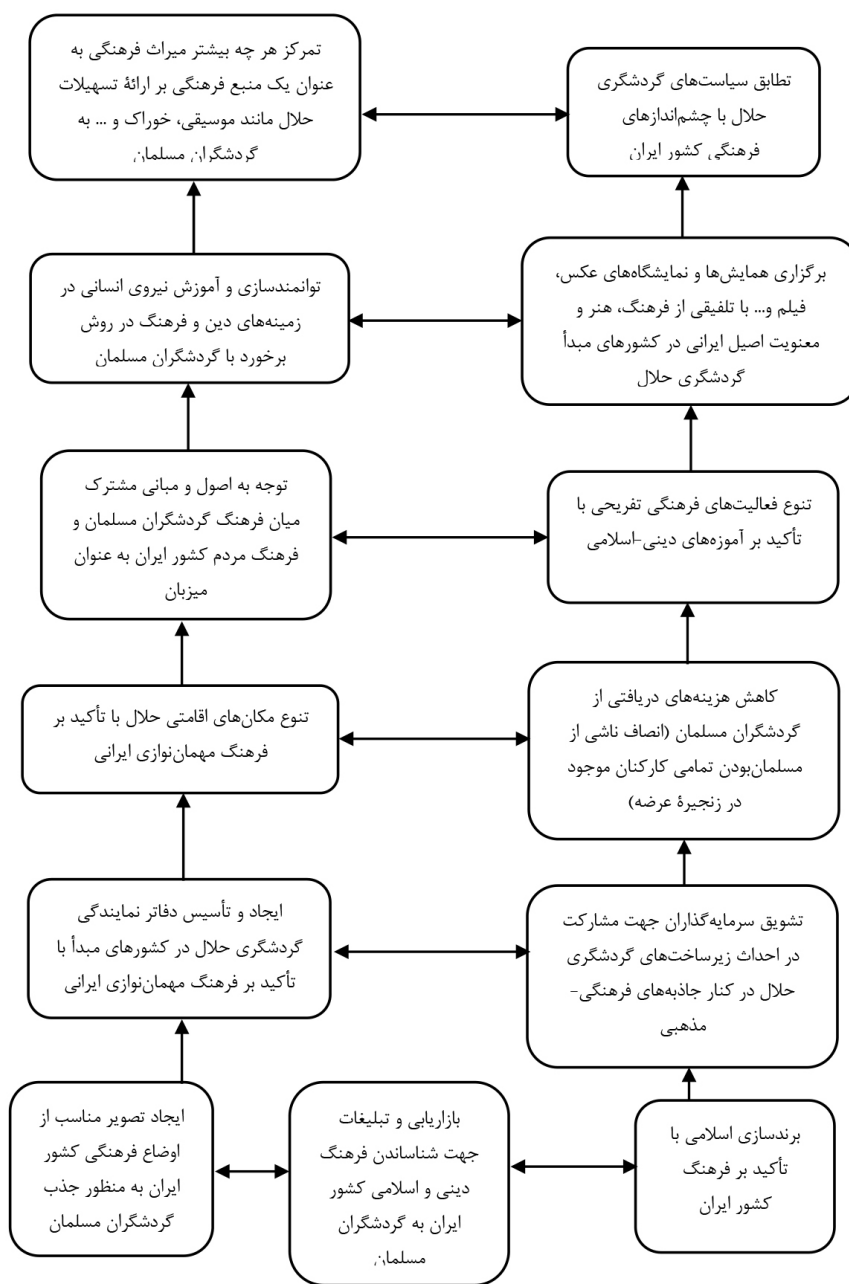 تطابق سیاست‌های گردشگری
حلال با چشم‌اندازهای
فرهنگی کشور ایران
تمرکز هر چه بیشتر میراث فرهنگی به
عنوان یک منبع فرهنگی بر ارائهٔ تسهیلات
حلال مانند موسیقی، خوراک و ... به
گردشگران مسلمان
برگزاری همایش‌ها و نمایشگاه‌های عکس،
فیلم و... با تلفیقی از فرهنگ، هنر و
معنویت اصیل ایرانی در کشورهای مبدأ
گردشگری حلال
توانمندسازی و آموزش نیروی انسانی در
زمینه‌های دین و فرهنگ در روش
برخورد با گردشگران مسلمان
تنوع فعالیت‌های فرهنگی تفریحی با
تأکید بر آموزه‌های دینی-اسلامی
توجه به اصول و مبانی مشترک
میان فرهنگ گردشگران مسلمان و
فرهنگ مردم کشور ایران به عنوان
میزبان
کاهش هزینه‌های دریافتی از
گردشگران مسلمان (انصاف ناشی از
مسلمان‌بودن تمامی کارکنان موجود
در زنجیرهٔ عرضه)
تنوع مکان‌های اقامتی حلال با تأکید بر
فرهنگ مهمان‌نوازی ایرانی
تشویق سرمایه‌گذاران جهت مشارکت
در احداث زیرساخت‌های گردشگری
حلال در کنار جاذبه‌های فرهنگی-
مذهبی
ایجاد و تأسیس دفاتر نمایندگی
گردشگری حلال در کشورهای مبدأ با
تأکید بر فرهنگ مهمان‌نوازی ایرانی
برندسازی اسلامی با
تأکید بر فرهنگ
کشور ایران
بازاریابی و تبلیغات
جهت شناساندن فرهنگ
دینی و اسلامی کشور
ایران به گردشگران
مسلمان
ایجاد تصویر مناسب از
اوضاع فرهنگی کشور
ایران به منظور جذب
گردشگران مسلمان